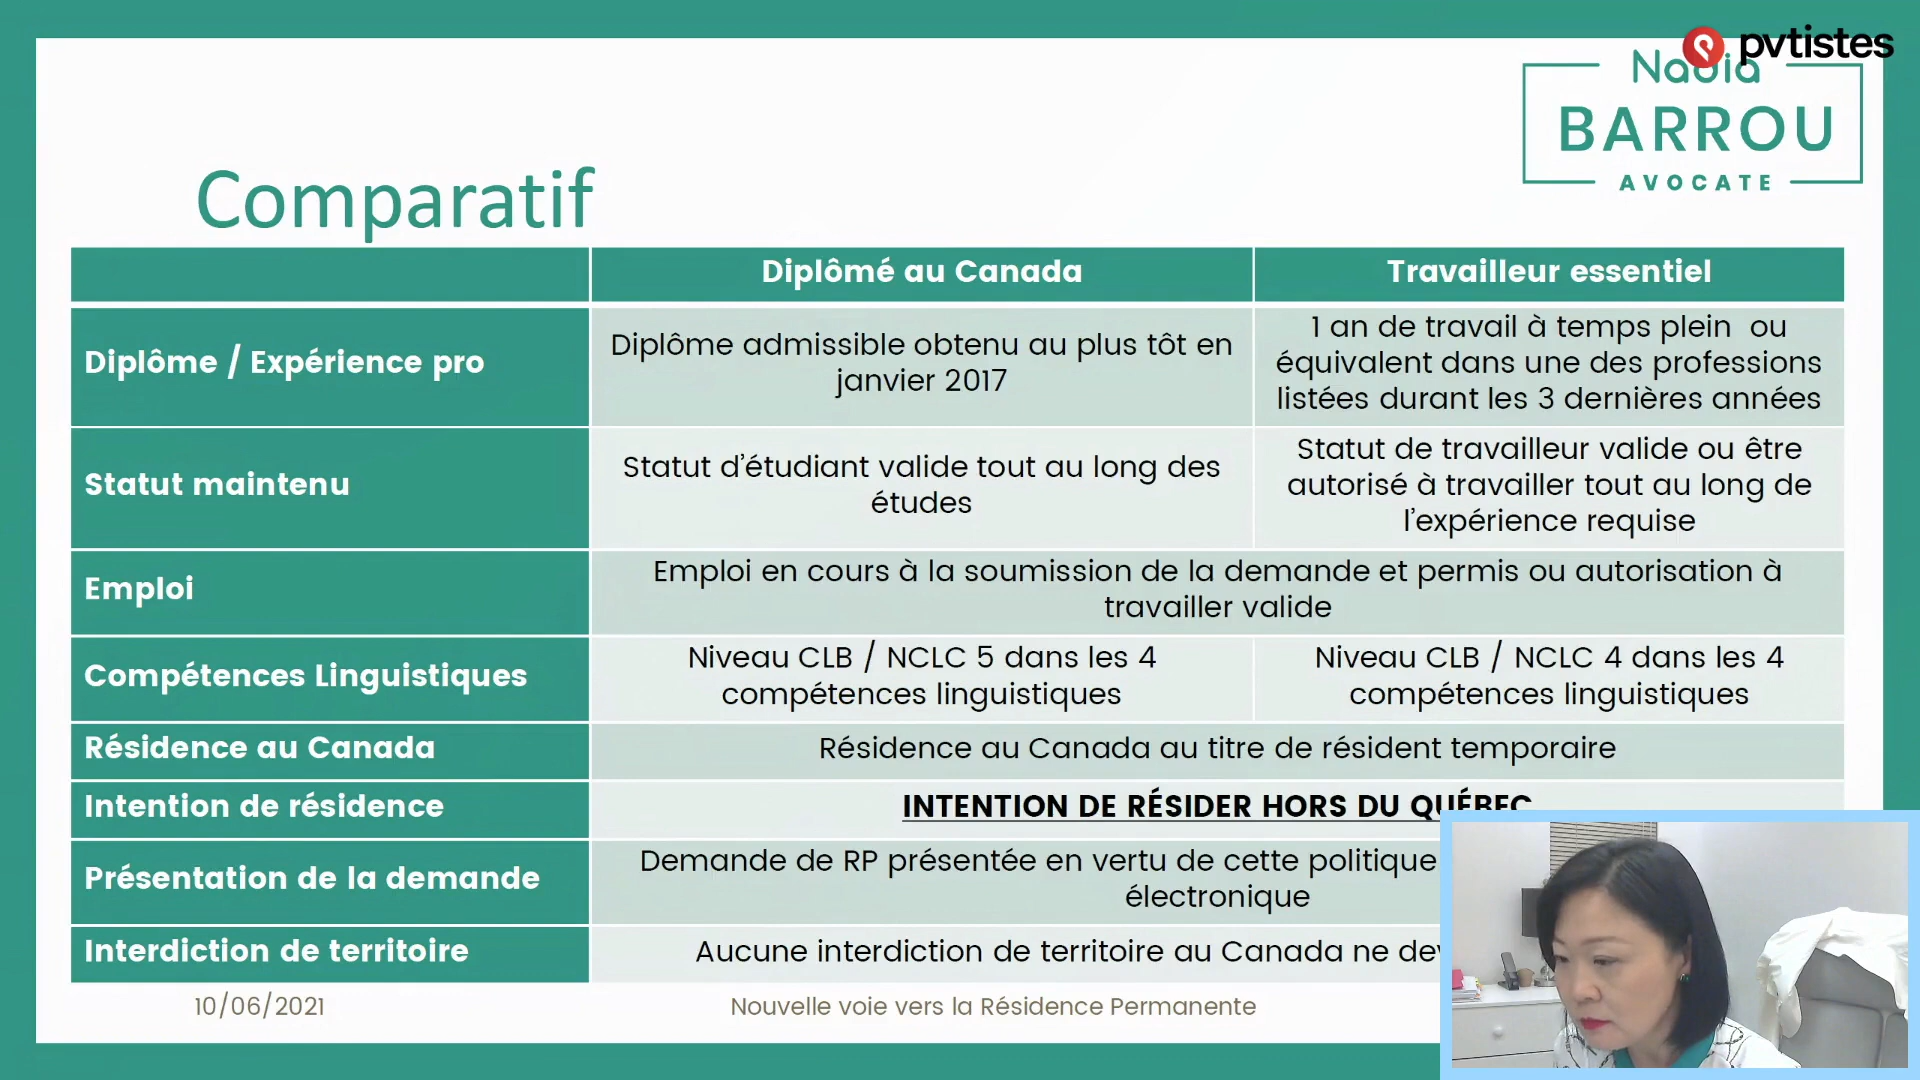 pvtistes
Nadia
BARROU
AVOCATE
Comparatif
Diplômé au Canada
Travailleur essentiel
Diplôme / Expérience pro
Diplôme admissible obtenu au plus tôt en
janvier 2017
1 an de travail à temps plein ou
équivalent dans une des professions
listées durant les 3 dernières années
Statut maintenu
Statut d'étudiant valide tout au long des
études
Statut de travailleur valide ou être
autorisé à travailler tout au long de
l'expérience requise
Emploi
Emploi en cours à la soumission de la demande et permis ou autorisation à
travailler valide
Compétences Linguistiques
Niveau CLB / NCLC 5 dans les 4
compétences linguistiques
Niveau CLB / NCLC 4 dans les 4
compétences linguistiques
Résidence au Canada
Résidence au Canada au titre de résident temporaire
Intention de résidence
INTENTION DE RÉSIDER HORS DU QUÉBEC
Présentation de la demande
Demande de RP présentée en vertu de cette politique
électronique
Interdiction de territoire
Aucune interdiction de territoire au Canada ne
10/06/2021
Nouvelle voie vers la Résidence Permanente